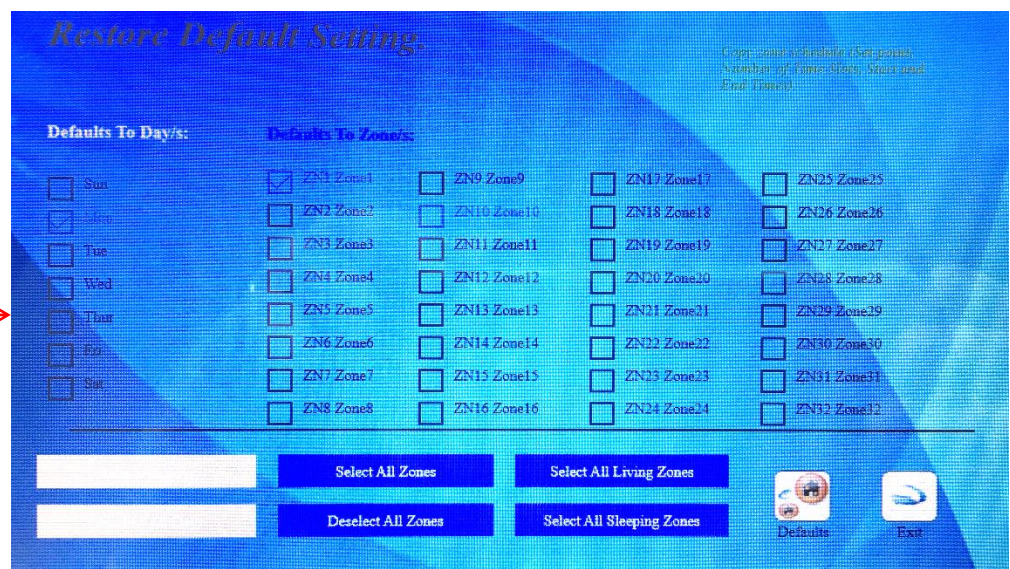 Restore Default Setting.
Copy zone schedule (Set point,
Number of Time Slots, Start and
End Times).
Defaults To Day/s:
Defaults To Zone/s:
Sun
Mon
Tue
Wed
Thur
Fri
Sat
ZN1 Zone1
ZN2 Zone2
ZN3 Zone3
ZN4 Zone4
ZN5 Zone5
ZN6 Zone6
ZN7 Zone7
ZN8 Zone8
ZN9 Zone9
ZN10 Zone10
ZN11 Zone11
ZN12 Zone12
ZN13 Zone13
ZN14 Zone14
ZN15 Zone15
ZN16 Zone16
ZN17 Zone17
ZN18 Zone18
ZN19 Zone19
ZN20 Zone20
ZN21 Zone21
ZN22 Zone22
ZN23 Zone23
ZN24 Zone24
ZN25 Zone25
ZN26 Zone26
ZN27 Zone27
ZN28 Zone28
ZN29 Zone29
ZN30 Zone30
ZN31 Zone31
ZN32 Zone32
Select All Zones
Select All Living Zones
Deselect All Zones
Select All Sleeping Zones
Defaults
Exit